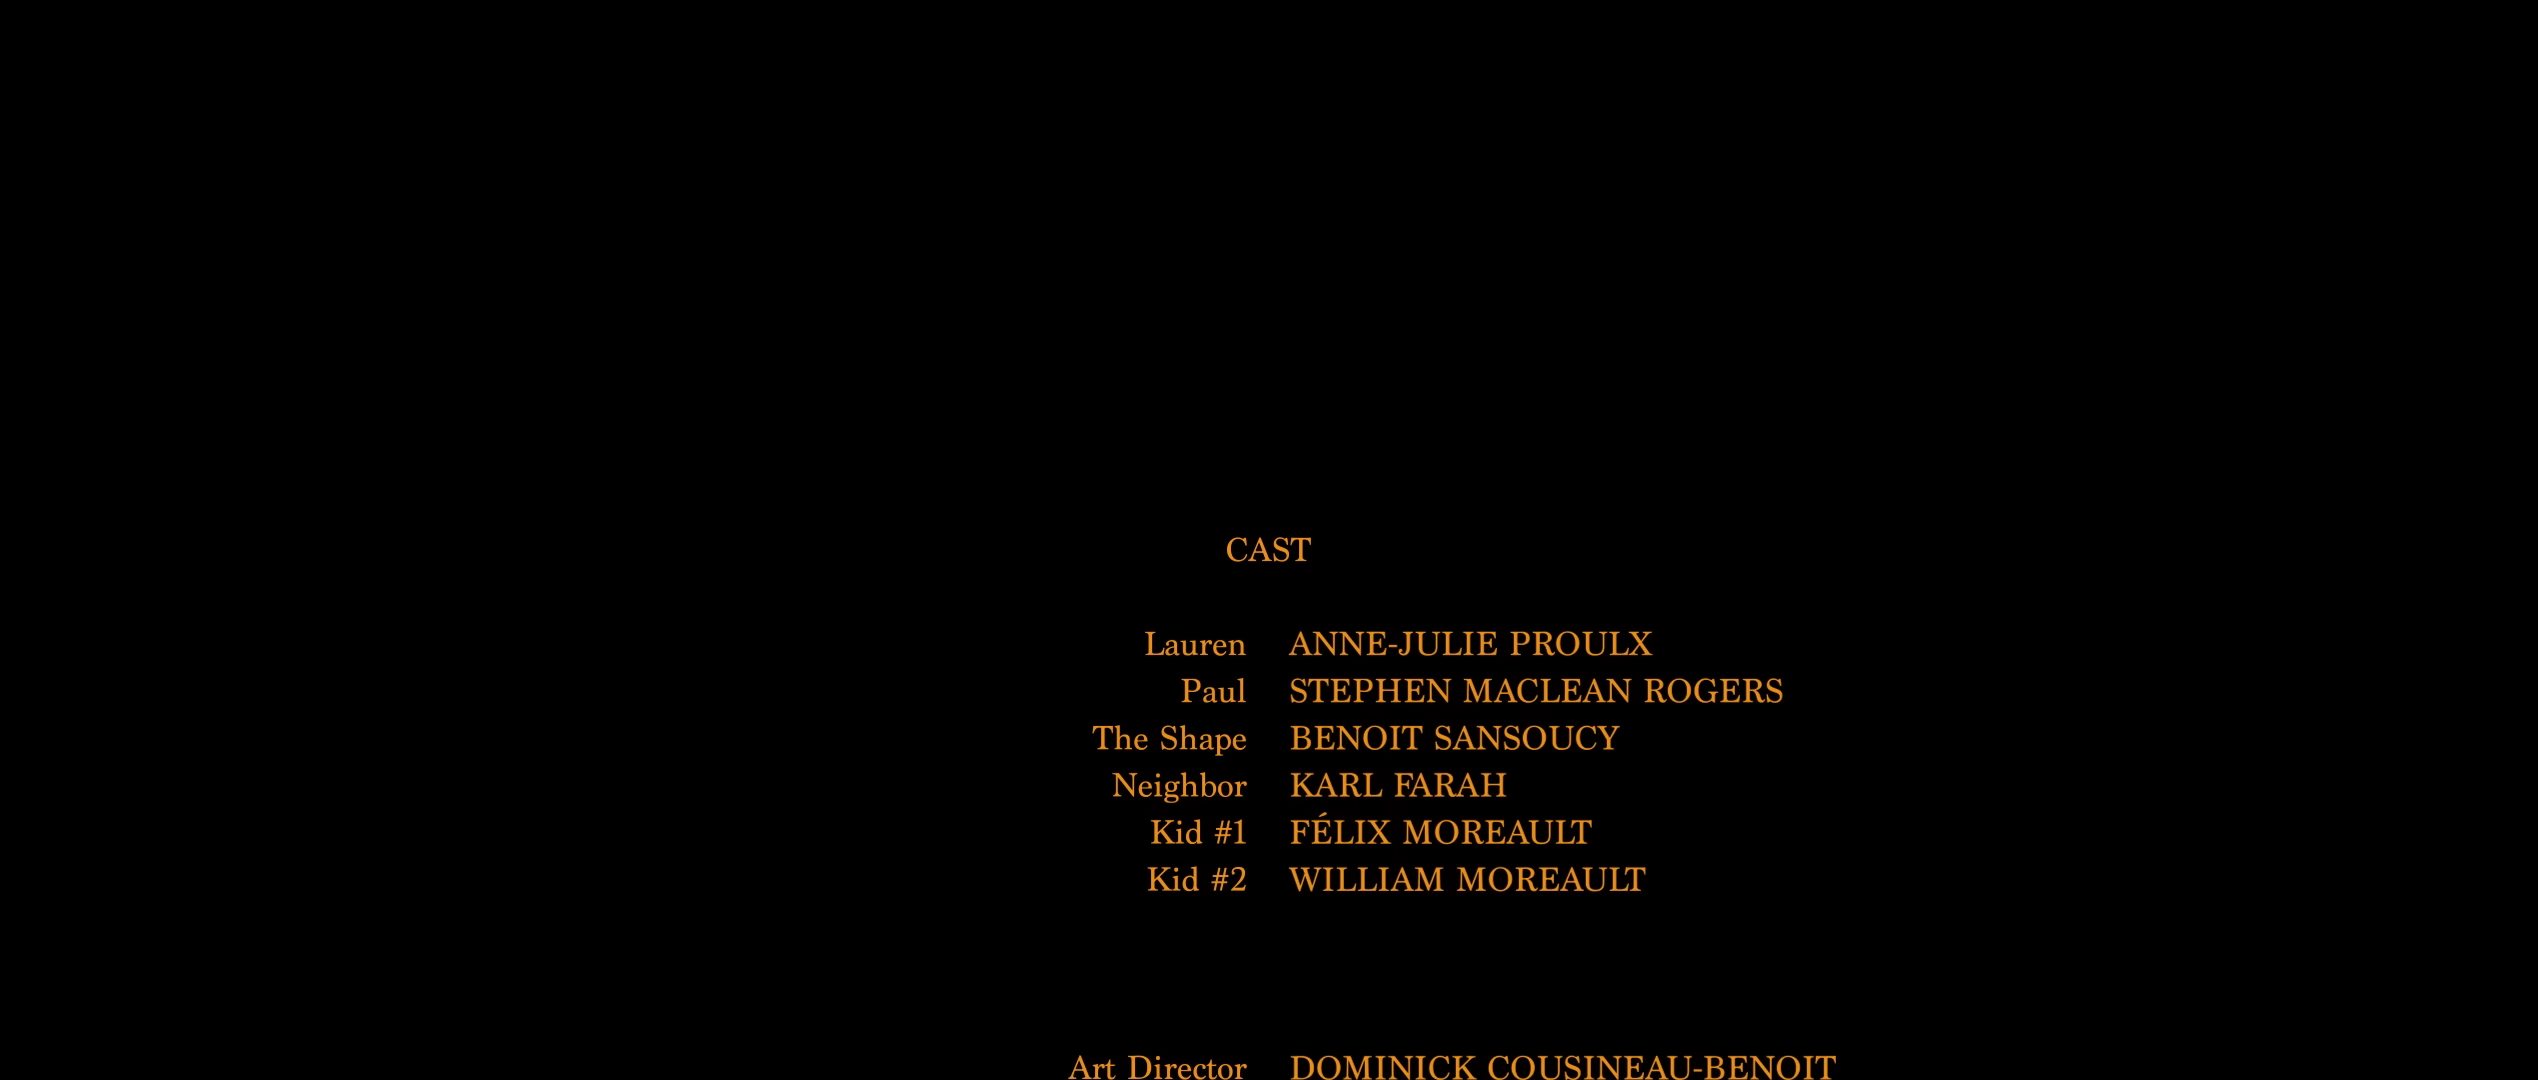 CAST
Lauren ANNE-JULIE PROULX
Paul STEPHEN MACLEAN ROGERS
The Shape BENOIT SANSOUCY
Neighbor KARL FARAH
Kid #1 FÉLIX MOREAULT
Kid #2 WILLIAM MOREAULT
Art Director DOMINICK COUSINEAU-BENOIT